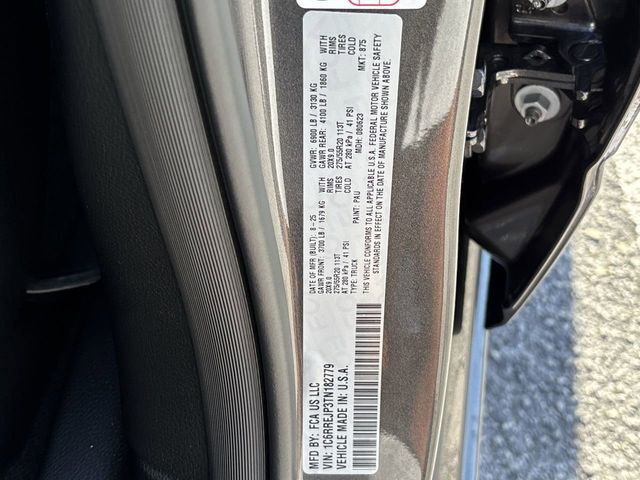 MFD BY: FCA US LLC
VIN: 1C6RREJP3TN182779
VEHICLE MADE IN: U.S.A.
DATE OF MFR (BUILT): 8-25
GVWR: 6900 LB / 3130 KG
GAWR FRONT: 3700 LB / 1679 KG WITH
20X9.0 RIMS
275/55R20 113T TIRES
AT 280 kPa / 41 PSI COLD
GAWR REAR: 4100 LB / 1860 KG WITH
20X9.0 RIMS
275/55R20 113T TIRES
AT 280 kPa / 41 PSI COLD
TYPE: TRUCK PAINT: PAU MDH: 080623 MKT: 875
THIS VEHICLE CONFORMS TO ALL APPLICABLE U.S.A. FEDERAL MOTOR VEHICLE SAFETY
STANDARDS IN EFFECT ON THE DATE OF MANUFACTURE SHOWN ABOVE.